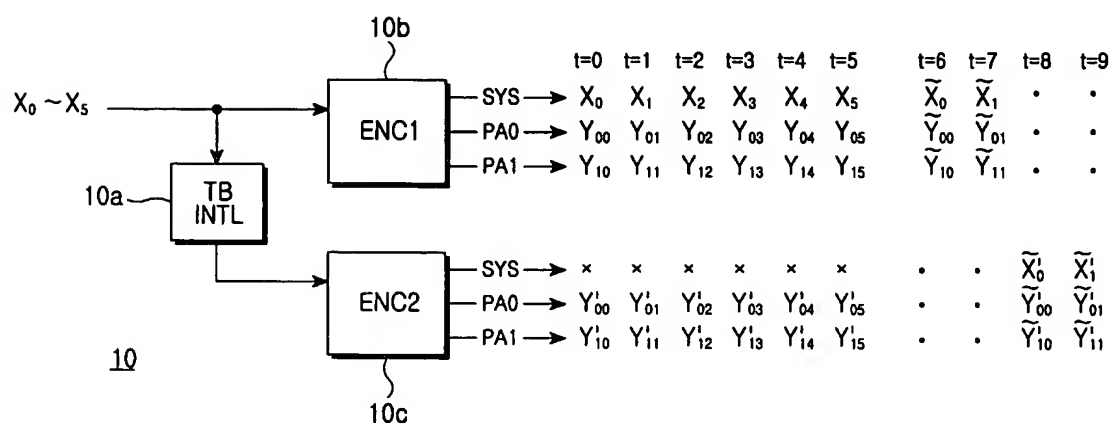 10b
t=0 t=1 t=2 t=3 t=4 t=5 t=6 t=7 t=8 t=9
X₀ ~ X₅
ENC1
SYS X₀ X₁ X₂ X₃ X₄ X₅ X̃₀ X̃₁ • •
PA0 Y₀₀ Y₀₁ Y₀₂ Y₀₃ Y₀₄ Y₀₅ Ỹ₀₀ Ỹ₀₁ • •
PA1 Y₁₀ Y₁₁ Y₁₂ Y₁₃ Y₁₄ Y₁₅ Ỹ₁₀ Ỹ₁₁ • •
10a
TB
INTL
ENC2
SYS × × × × × × • • X̃'₀ X̃'₁
PA0 Y'₀₀ Y'₀₁ Y'₀₂ Y'₀₃ Y'₀₄ Y'₀₅ • • Ỹ'₀₀ Ỹ'₀₁
PA1 Y'₁₀ Y'₁₁ Y'₁₂ Y'₁₃ Y'₁₄ Y'₁₅ • • Ỹ'₁₀ Ỹ'₁₁
10
10c